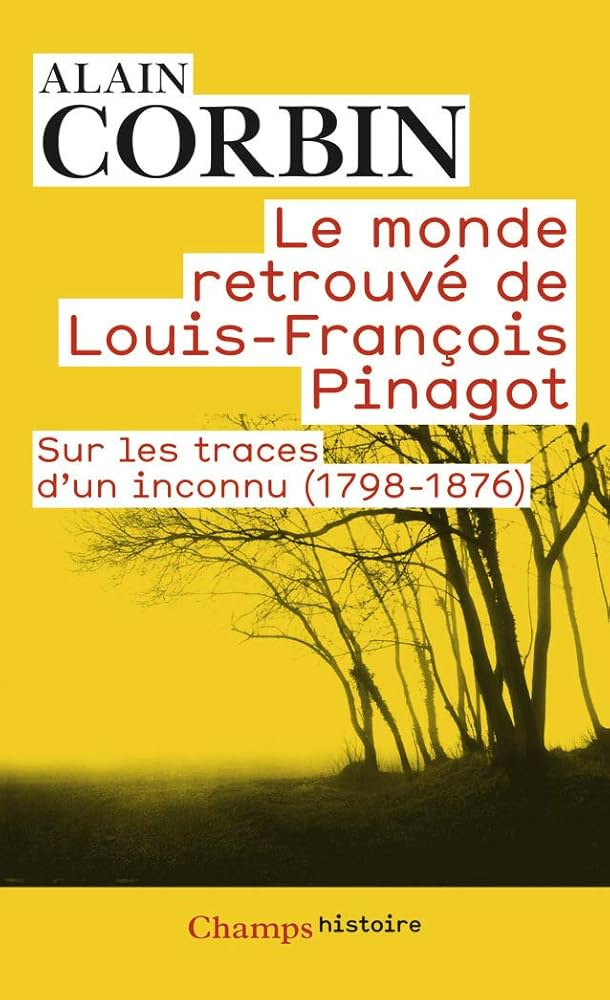 ALAIN
CORBIN
Le monde
retrouvé de
Louis-François
Pinagot
Sur les traces
d'un inconnu (1798-1876)
Champs histoire